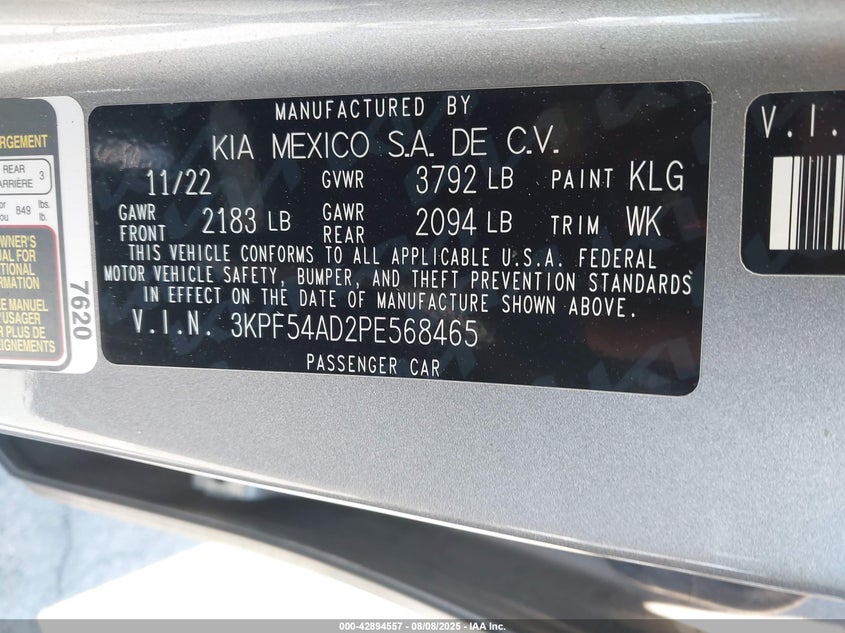 MANUFACTURED BY
KIA MEXICO S.A. DE C.V.
11/22 GVWR 3792 LB PAINT KLG
GAWR FRONT 2183 LB GAWR REAR 2094 LB TRIM WK
THIS VEHICLE CONFORMS TO ALL APPLICABLE U.S.A. FEDERAL
MOTOR VEHICLE SAFETY, BUMPER, AND THEFT PREVENTION STANDARDS
IN EFFECT ON THE DATE OF MANUFACTURE SHOWN ABOVE.
V.I.N. 3KPF54AD2PE568465
PASSENGER CAR
REAR 3
849 lbs.
7620
V.I.
000-42894557 - 08/08/2025 - IAA Inc.